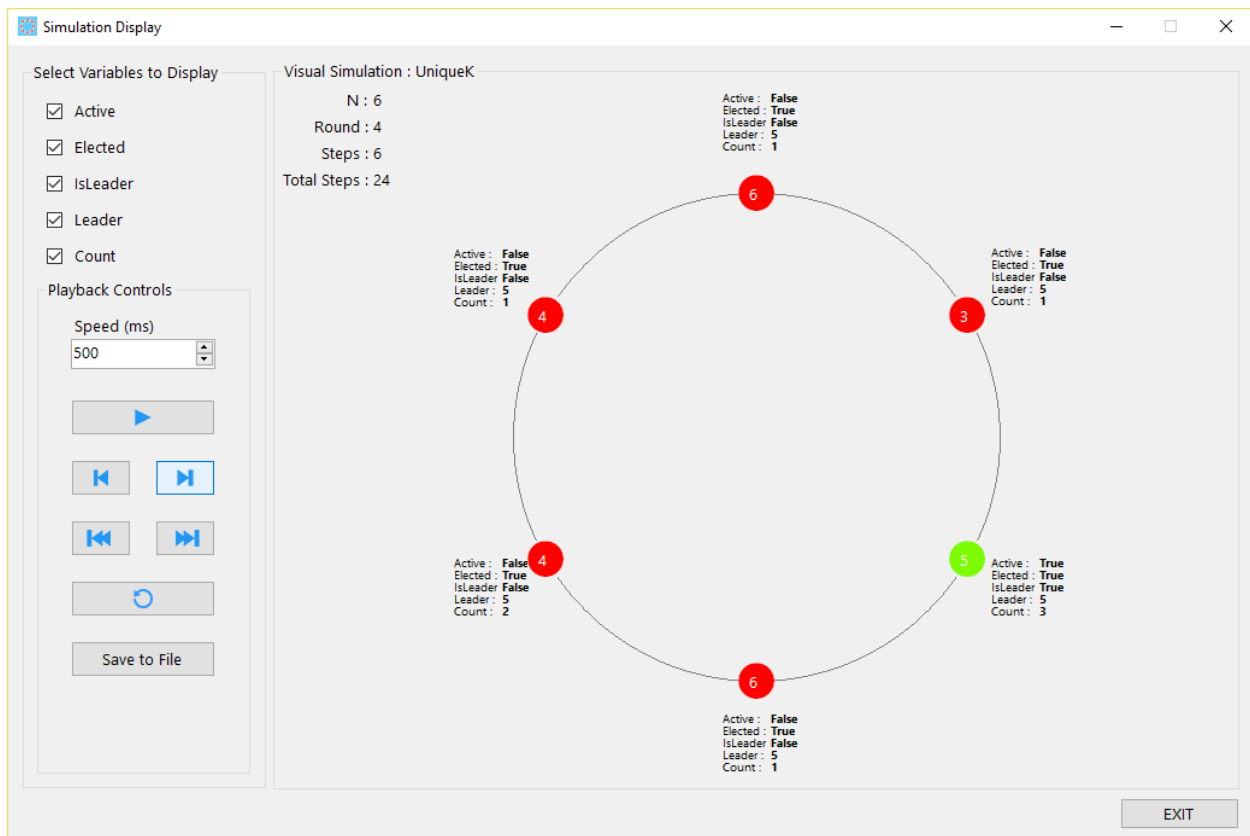 Simulation Display
Select Variables to Display
Active
Elected
IsLeader
Leader
Count
Playback Controls
Speed (ms)
500
Save to File
Visual Simulation : UniqueK
N : 6
Round : 4
Steps : 6
Total Steps : 24
Active : False
Elected : True
IsLeader False
Leader : 5
Count : 1
6
Active : False
Elected : True
IsLeader False
Leader : 5
Count : 1
4
Active : False
Elected : True
IsLeader False
Leader : 5
Count : 1
3
Active : False
Elected : True
IsLeader False
Leader : 5
Count : 2
4
Active : True
Elected : True
IsLeader True
Leader : 5
Count : 3
5
6
Active : False
Elected : True
IsLeader False
Leader : 5
Count : 1
EXIT